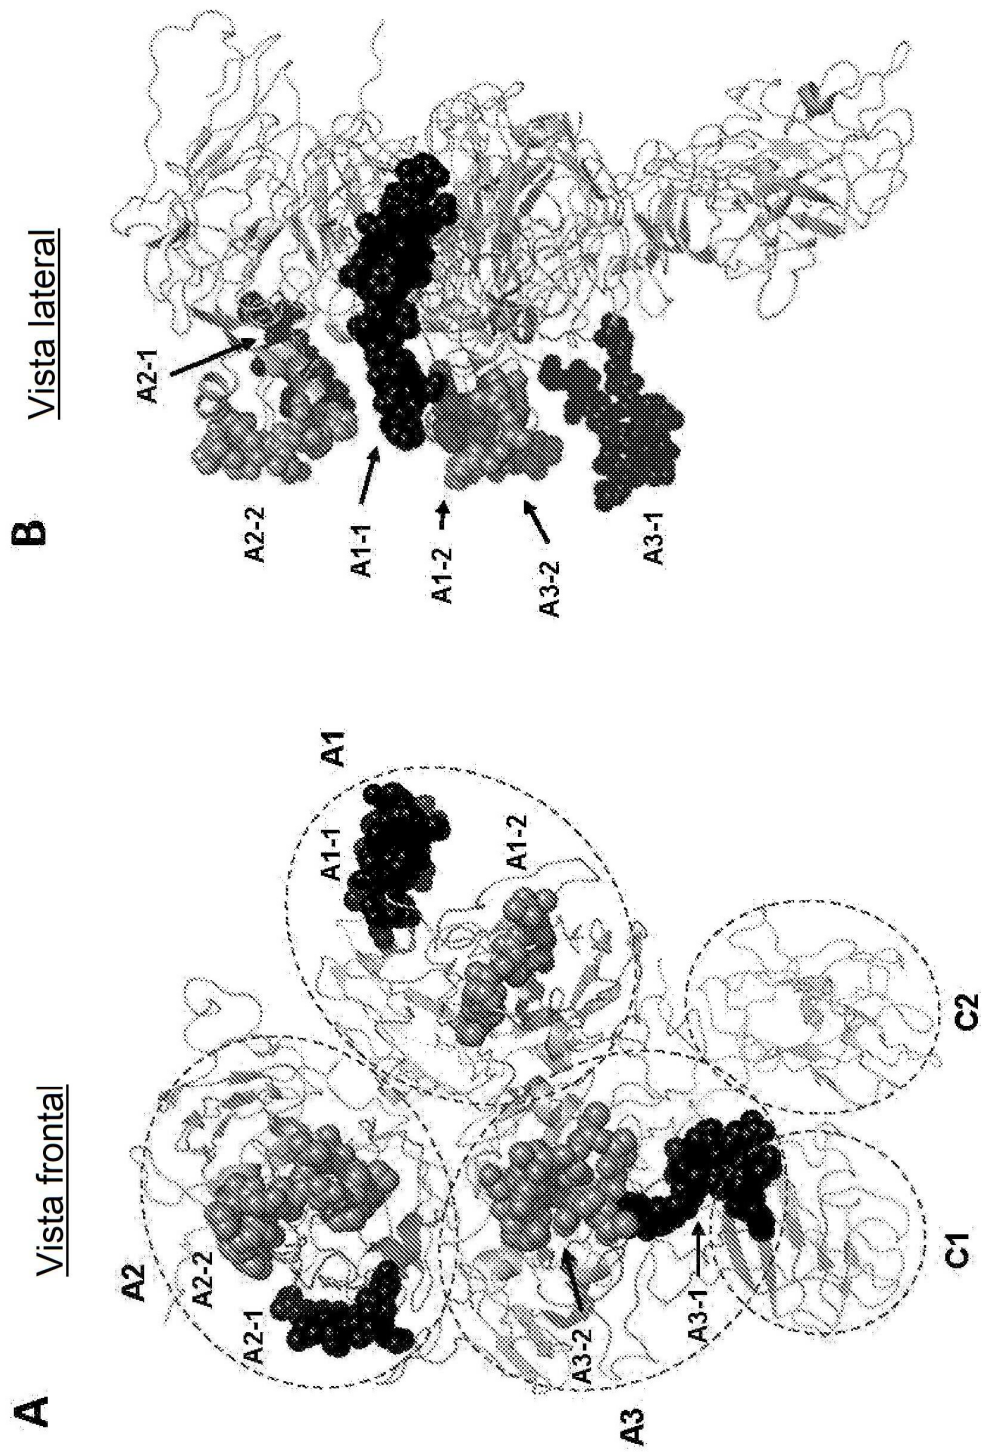 A
Vista frontal
A2
A2-2
A2-1
A1
A1-1
A1-2
A3
A3-2
A3-1
C1
C2
B
Vista lateral
A2-1
A2-2
A1-1
A1-2
A3-2
A3-1